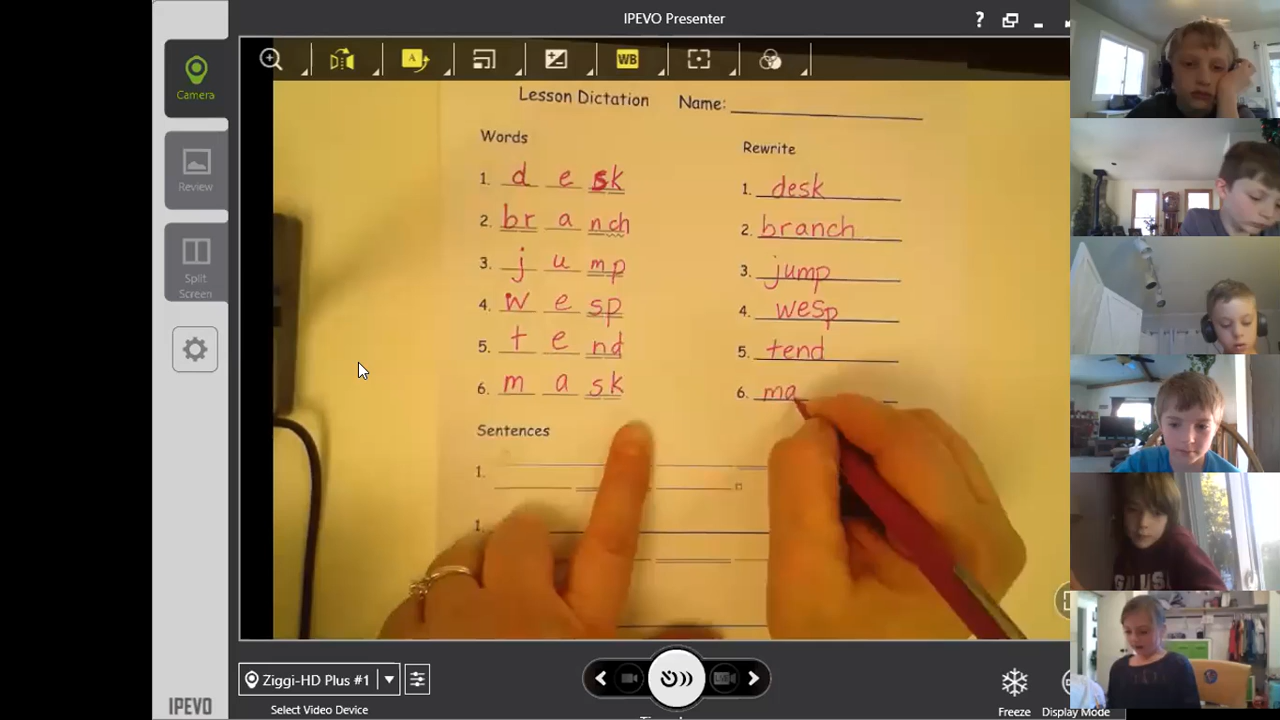 IPEVO Presenter
?
Camera
Review
Split
Screen
A
WB
Lesson Dictation Name:
Words
1. d e sk
2. br a nch
3. j u mp
4. w e sp
5. t e nd
6. m a sk
Rewrite
1. desk
2. branch
3. jump
4. wesp
5. tend
6. ma
Sentences
1.
1.
IPEVO
Ziggi-HD Plus #1
Select Video Device
LIVE
Freeze
Display Mode